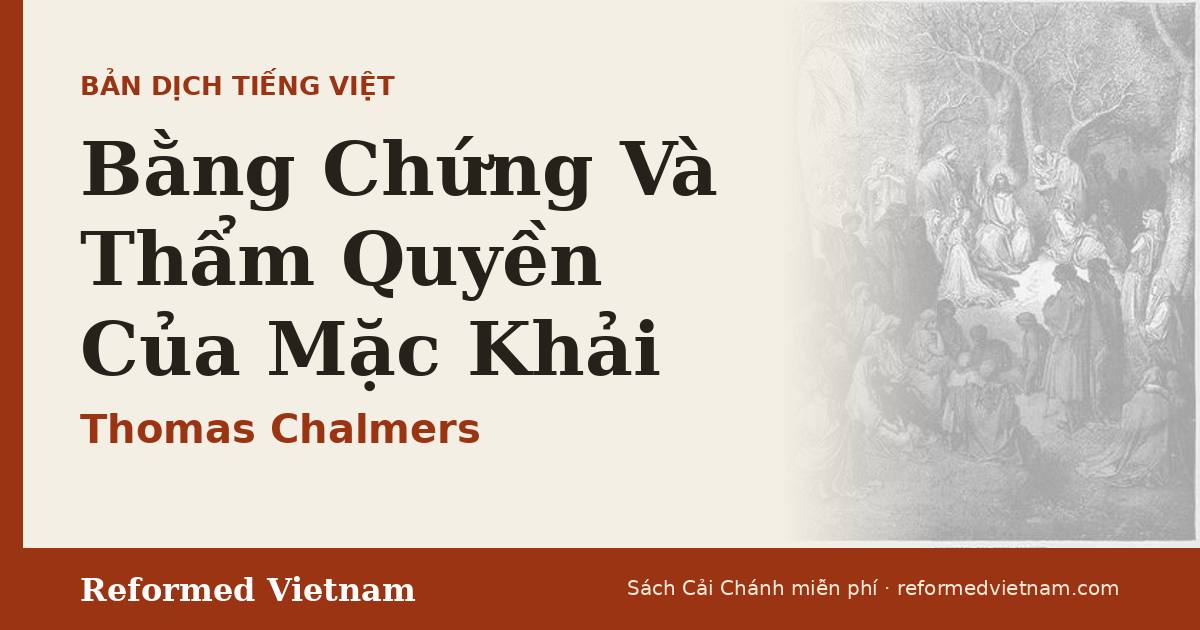 BẢN DỊCH TIẾNG VIỆT
Bằng Chứng Và
Thẩm Quyền
Của Mặc Khải
Thomas Chalmers
Reformed Vietnam
Sách Cải Chánh miễn phí · reformedvietnam.com